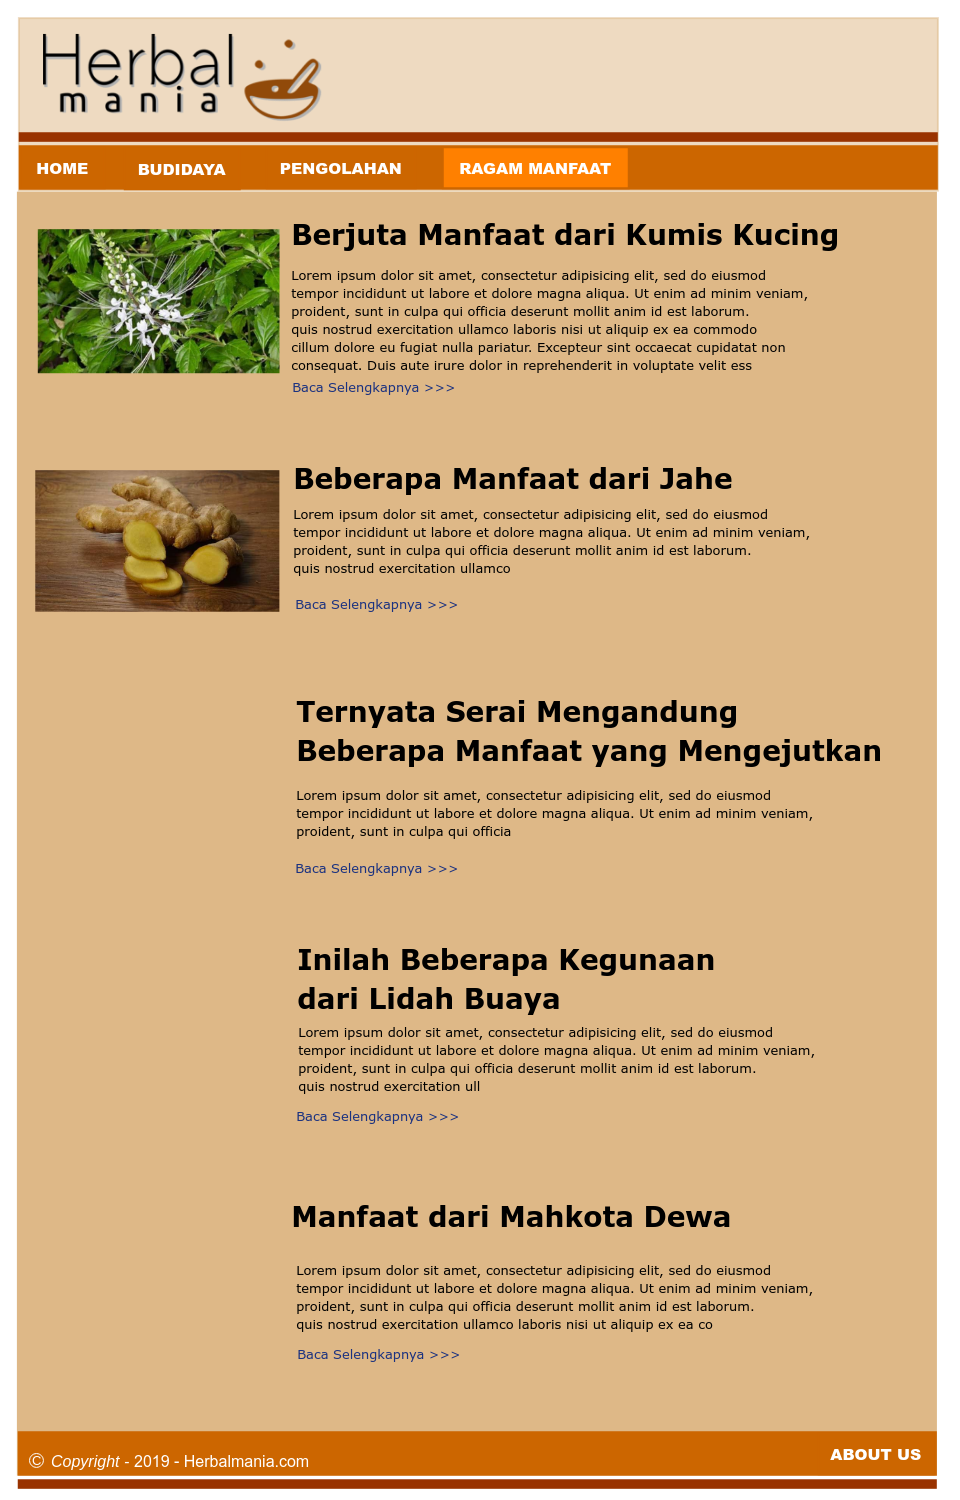 Herbal
mania
HOME BUDIDAYA PENGOLAHAN RAGAM MANFAAT
Berjuta Manfaat dari Kumis Kucing
Lorem ipsum dolor sit amet, consectetur adipisicing elit, sed do eiusmod
tempor incididunt ut labore et dolore magna aliqua. Ut enim ad minim veniam,
proident, sunt in culpa qui officia deserunt mollit anim id est laborum.
quis nostrud exercitation ullamco laboris nisi ut aliquip ex ea commodo
cillum dolore eu fugiat nulla pariatur. Excepteur sint occaecat cupidatat non
consequat. Duis aute irure dolor in reprehenderit in voluptate velit ess
Baca Selengkapnya >>>
Beberapa Manfaat dari Jahe
Lorem ipsum dolor sit amet, consectetur adipisicing elit, sed do eiusmod
tempor incididunt ut labore et dolore magna aliqua. Ut enim ad minim veniam,
proident, sunt in culpa qui officia deserunt mollit anim id est laborum.
quis nostrud exercitation ullamco
Baca Selengkapnya >>>
Ternyata Serai Mengandung
Beberapa Manfaat yang Mengejutkan
Lorem ipsum dolor sit amet, consectetur adipisicing elit, sed do eiusmod
tempor incididunt ut labore et dolore magna aliqua. Ut enim ad minim veniam,
proident, sunt in culpa qui officia
Baca Selengkapnya >>>
Inilah Beberapa Kegunaan
dari Lidah Buaya
Lorem ipsum dolor sit amet, consectetur adipisicing elit, sed do eiusmod
tempor incididunt ut labore et dolore magna aliqua. Ut enim ad minim veniam,
proident, sunt in culpa qui officia deserunt mollit anim id est laborum.
quis nostrud exercitation ull
Baca Selengkapnya >>>
Manfaat dari Mahkota Dewa
Lorem ipsum dolor sit amet, consectetur adipisicing elit, sed do eiusmod
tempor incididunt ut labore et dolore magna aliqua. Ut enim ad minim veniam,
proident, sunt in culpa qui officia deserunt mollit anim id est laborum.
quis nostrud exercitation ullamco laboris nisi ut aliquip ex ea co
Baca Selengkapnya >>>
© Copyright - 2019 - Herbalmania.com
ABOUT US